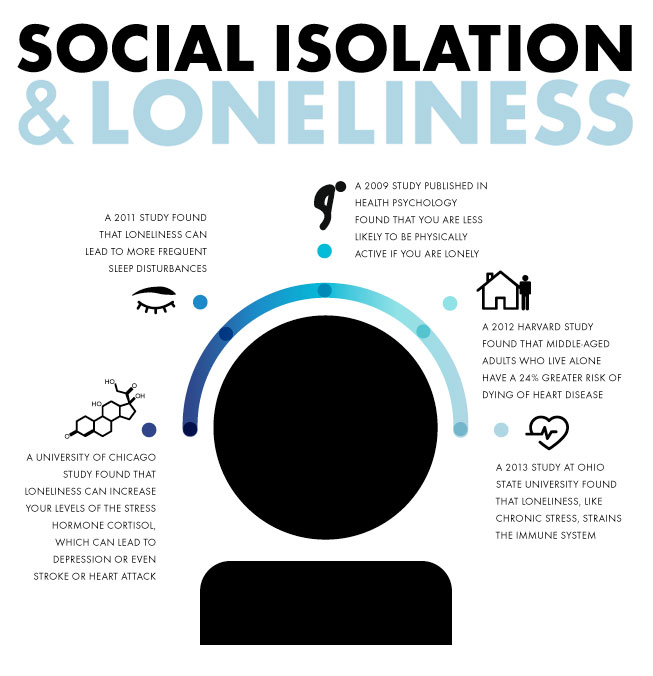 SOCIAL ISOLATION
& LONELINESS
A 2009 STUDY PUBLISHED IN
HEALTH PSYCHOLOGY
FOUND THAT YOU ARE LESS
LIKELY TO BE PHYSICALLY
ACTIVE IF YOU ARE LONELY
A 2011 STUDY FOUND
THAT LONELINESS CAN
LEAD TO MORE FREQUENT
SLEEP DISTURBANCES
A 2012 HARVARD STUDY
FOUND THAT MIDDLE-AGED
ADULTS WHO LIVE ALONE
HAVE A 24% GREATER RISK OF
DYING OF HEART DISEASE
HO
O
OH
HO
O
A UNIVERSITY OF CHICAGO
STUDY FOUND THAT
LONELINESS CAN INCREASE
YOUR LEVELS OF THE STRESS
HORMONE CORTISOL,
WHICH CAN LEAD TO
DEPRESSION OR EVEN
STROKE OR HEART ATTACK
A 2013 STUDY AT OHIO
STATE UNIVERSITY FOUND
THAT LONELINESS, LIKE
CHRONIC STRESS, STRAINS
THE IMMUNE SYSTEM